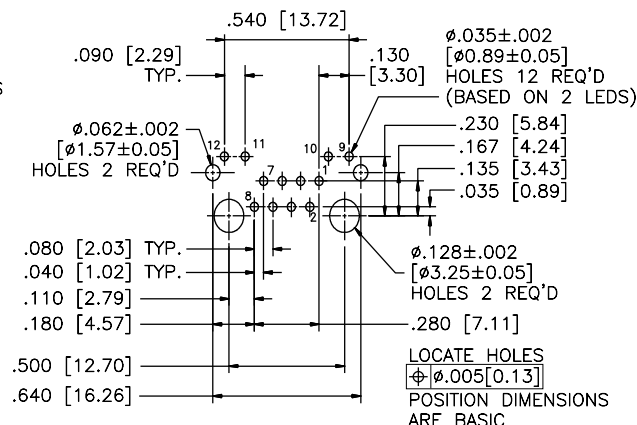 .540 [13.72]
.090 [2.29]
TYP.
.130
[3.30]
ø.035±.002
[ø0.89±0.05]
HOLES 12 REQ'D
(BASED ON 2 LEDS)
S
ø.062±.002
[ø1.57±0.05]
HOLES 2 REQ'D
12
11
10
9
.230 [5.84]
.167 [4.24]
.135 [3.43]
.035 [0.89]
7
1
8
2
.080 [2.03] TYP.
.040 [1.02] TYP.
.110 [2.79]
.180 [4.57]
ø.128±.002
[ø3.25±0.05]
HOLES 2 REQ'D
.280 [7.11]
.500 [12.70]
.640 [16.26]
LOCATE HOLES
⌖ ø.005[0.13]
POSITION DIMENSIONS
ARE BASIC